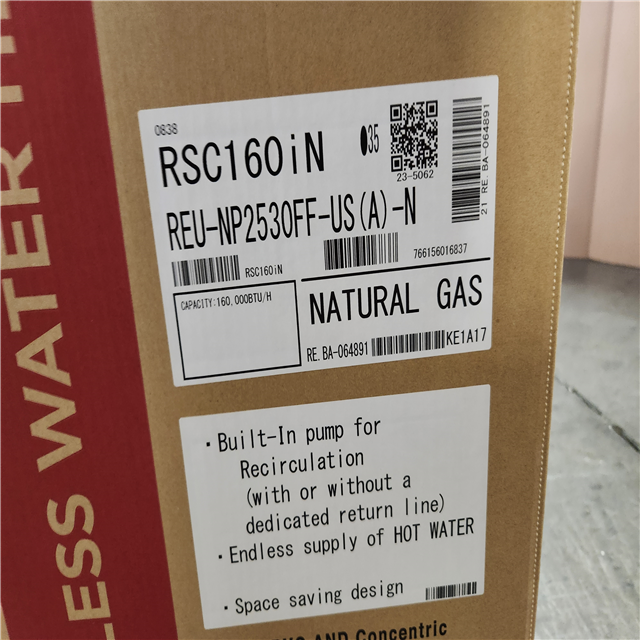 LESS WATER
0838
RSC160iN
35
23-5062
21 RE. BA-064891
REU-NP2530FF-US(A)-N
RSC160iN
766156016837
CAPACITY:160,000BTU/H
NATURAL GAS
RE. BA-064891
KE1A17
・Built-In pump for
Recirculation
(with or without a
dedicated return line)
・Endless supply of HOT WATER
・Space saving design
AND Concentric